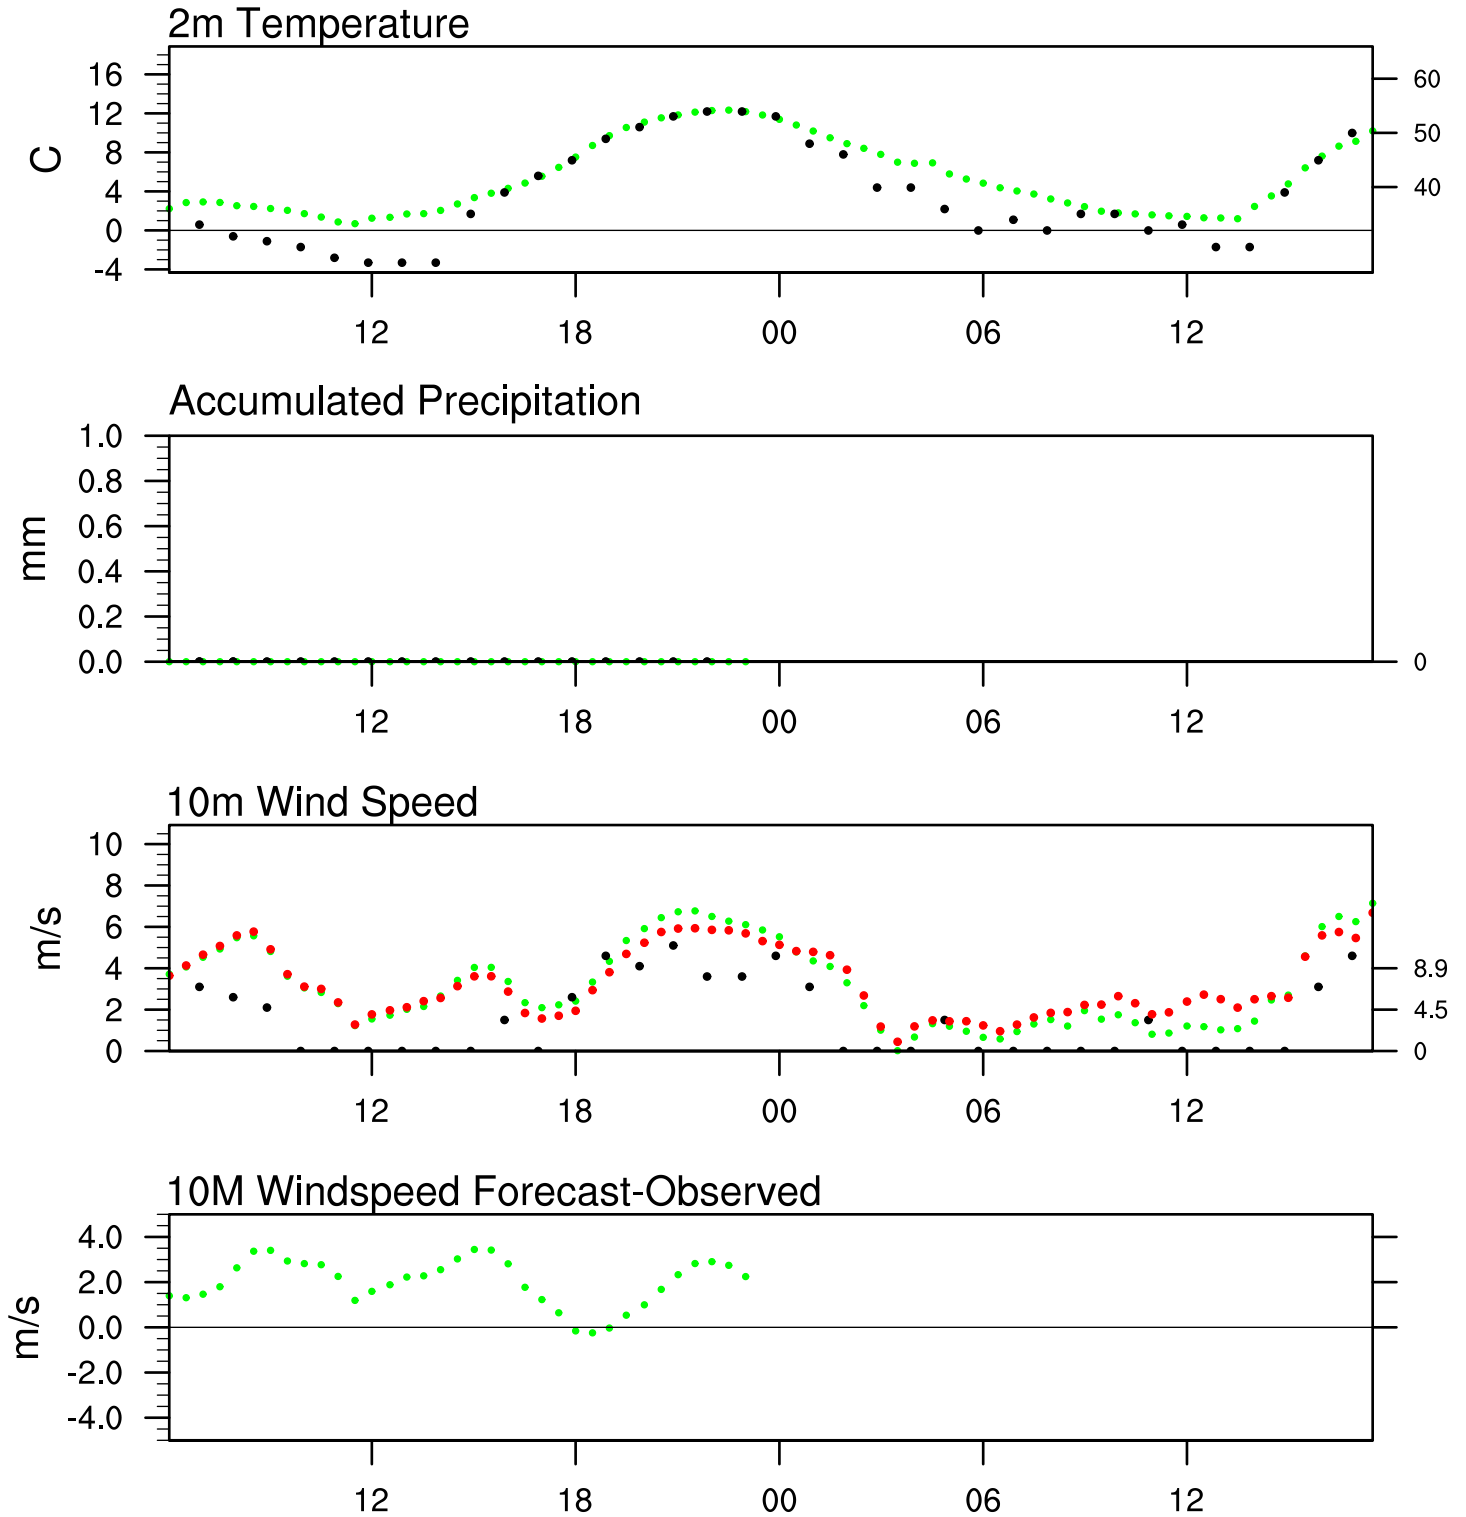 2m Temperature
16
12
8
4
0
-4
C
60
50
40
12 18 00 06 12
Accumulated Precipitation
1.0
0.8
0.6
0.4
0.2
0.0
mm
0
12 18 00 06 12
10m Wind Speed
10
8
6
4
2
0
m/s
8.9
4.5
0
12 18 00 06 12
10M Windspeed Forecast-Observed
4.0
2.0
0.0
-2.0
-4.0
m/s
12 18 00 06 12